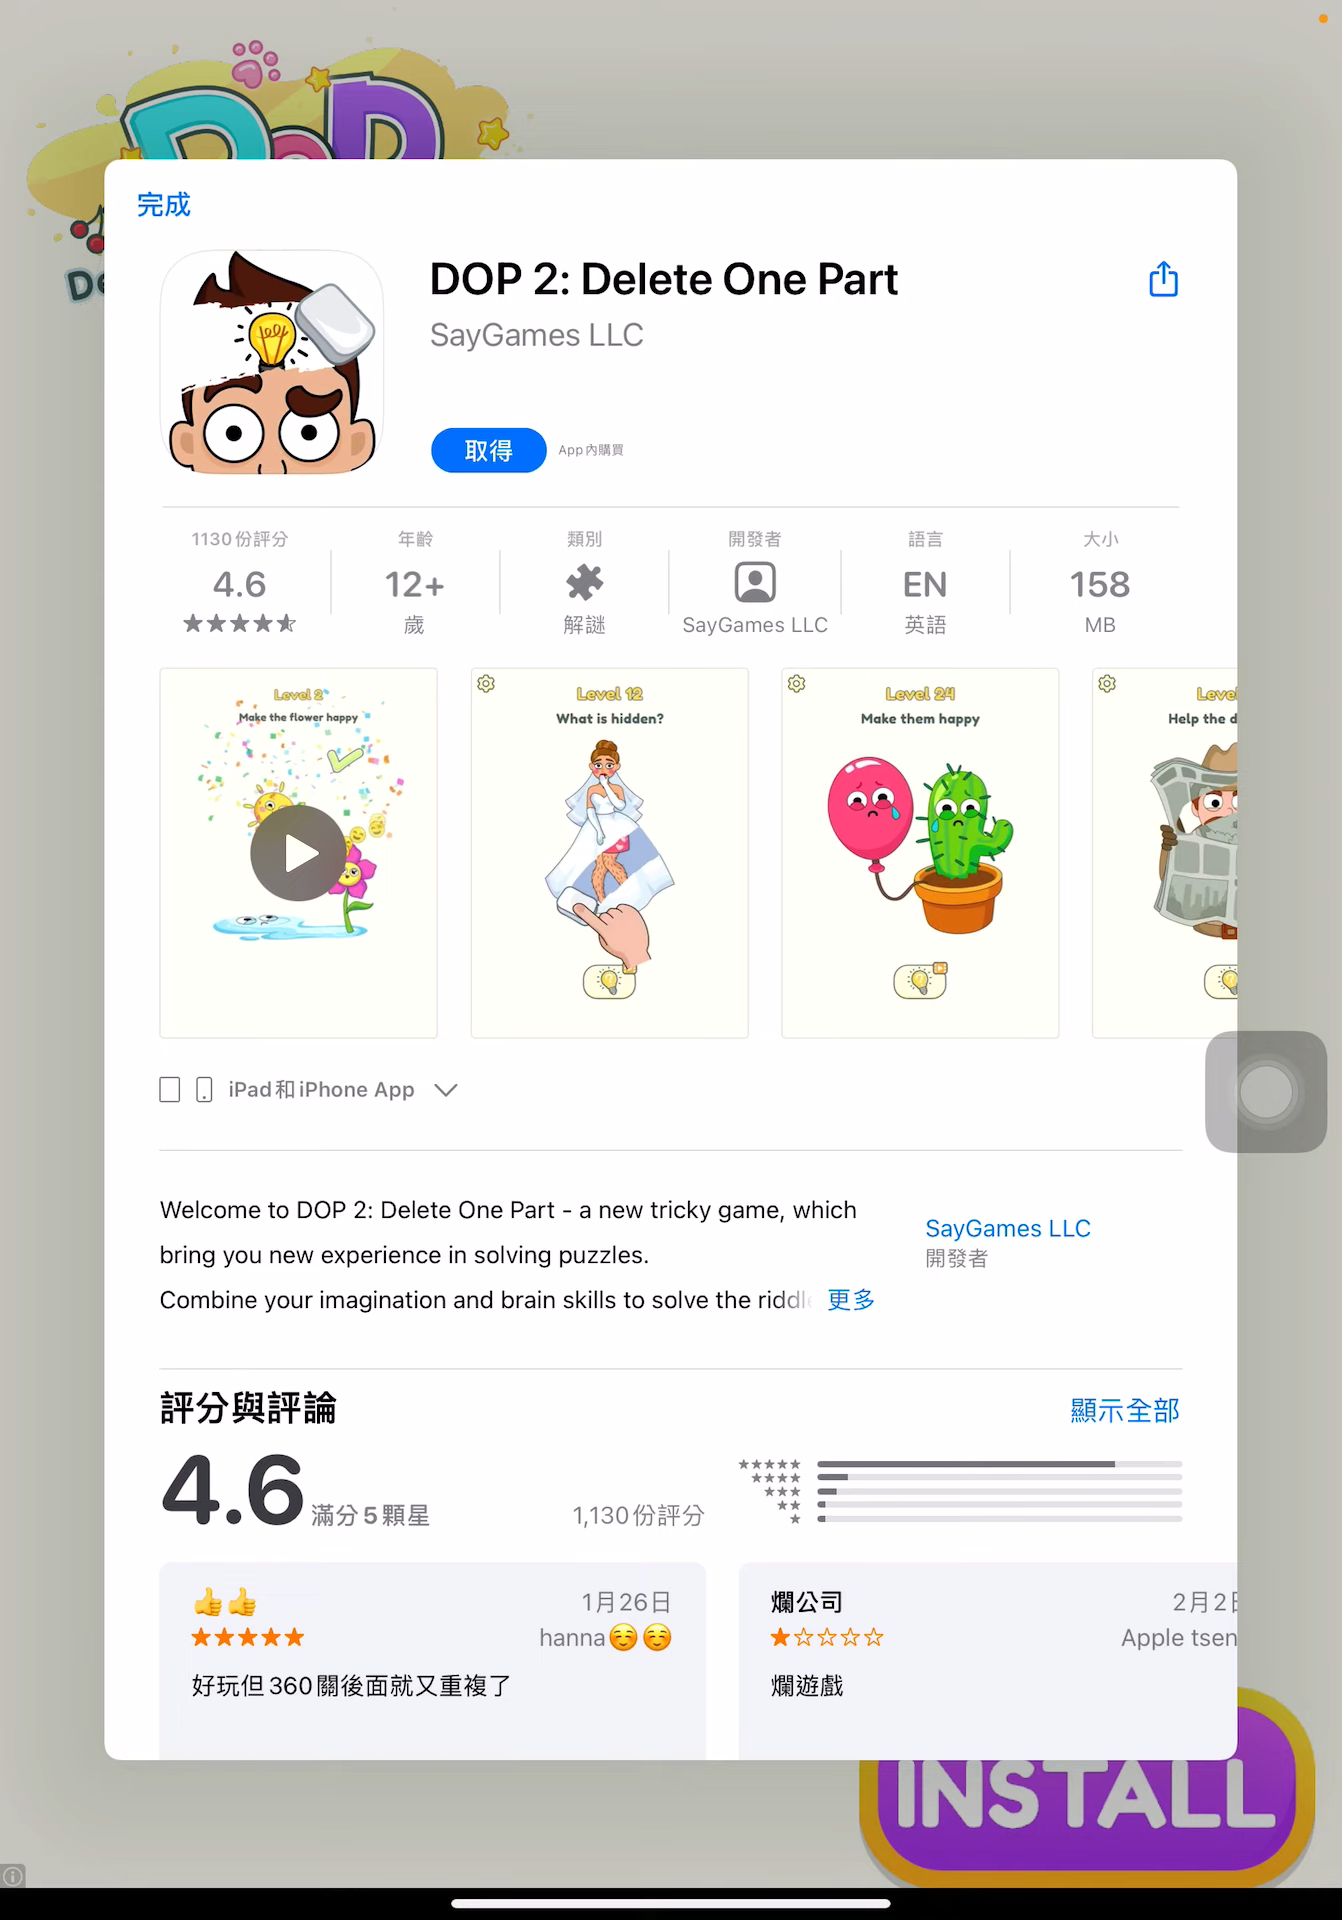 DOP
De
完成
DOP 2: Delete One Part
SayGames LLC
取得
App內購買
1130份評分
4.6
年齡
12+
歲
類別
解謎
開發者
SayGames LLC
語言
EN
英語
大小
158
MB
Level 2
Make the flower happy
Level 12
What is hidden?
Level 24
Make them happy
Level
Help the d
iPad和iPhone App
Welcome to DOP 2: Delete One Part - a new tricky game, which
bring you new experience in solving puzzles.
Combine your imagination and brain skills to solve the riddle 更多
SayGames LLC
開發者
評分與評論
顯示全部
4.6
滿分5顆星
1,130份評分
👍👍
1月26日
★★★★★
hanna☺️☺️
好玩但360關後面就又重複了
爛公司
2月2日
★☆☆☆☆
Apple tsen
爛遊戲
INSTALL